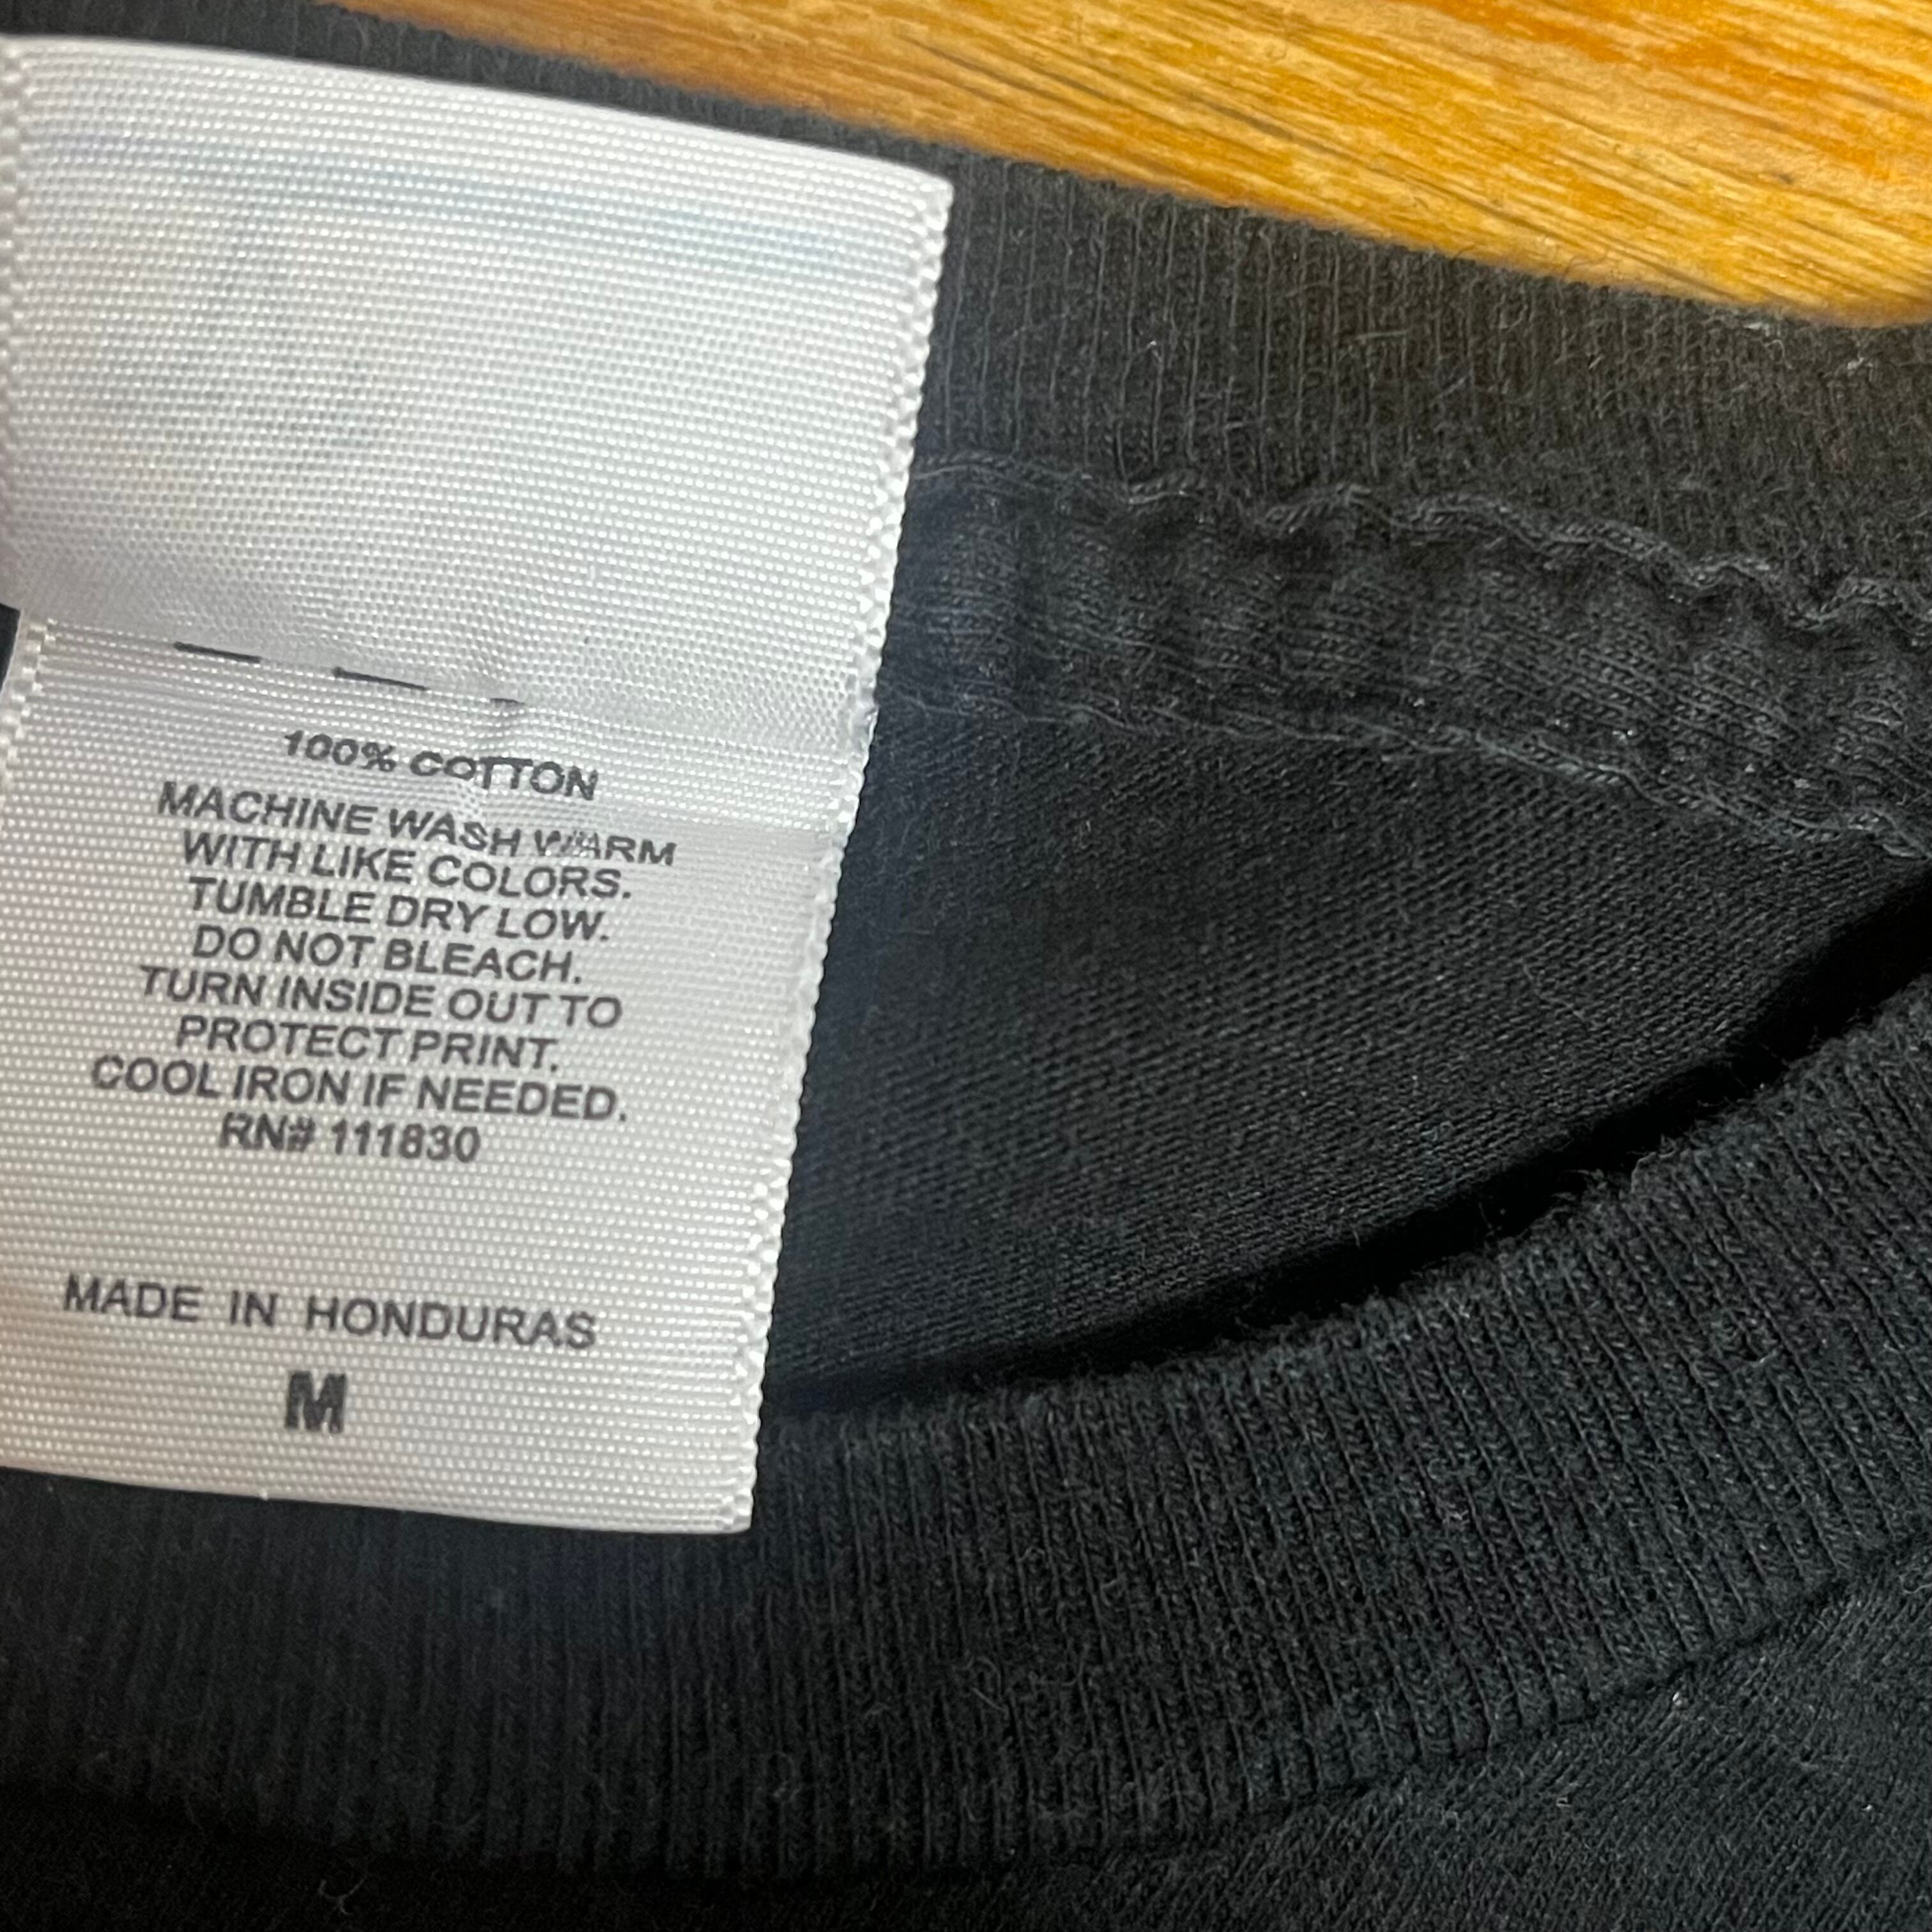 100% COTTON
MACHINE WASH WARM
WITH LIKE COLORS.
TUMBLE DRY LOW.
DO NOT BLEACH.
TURN INSIDE OUT TO
PROTECT PRINT.
COOL IRON IF NEEDED.
RN# 111830
MADE IN HONDURAS
M